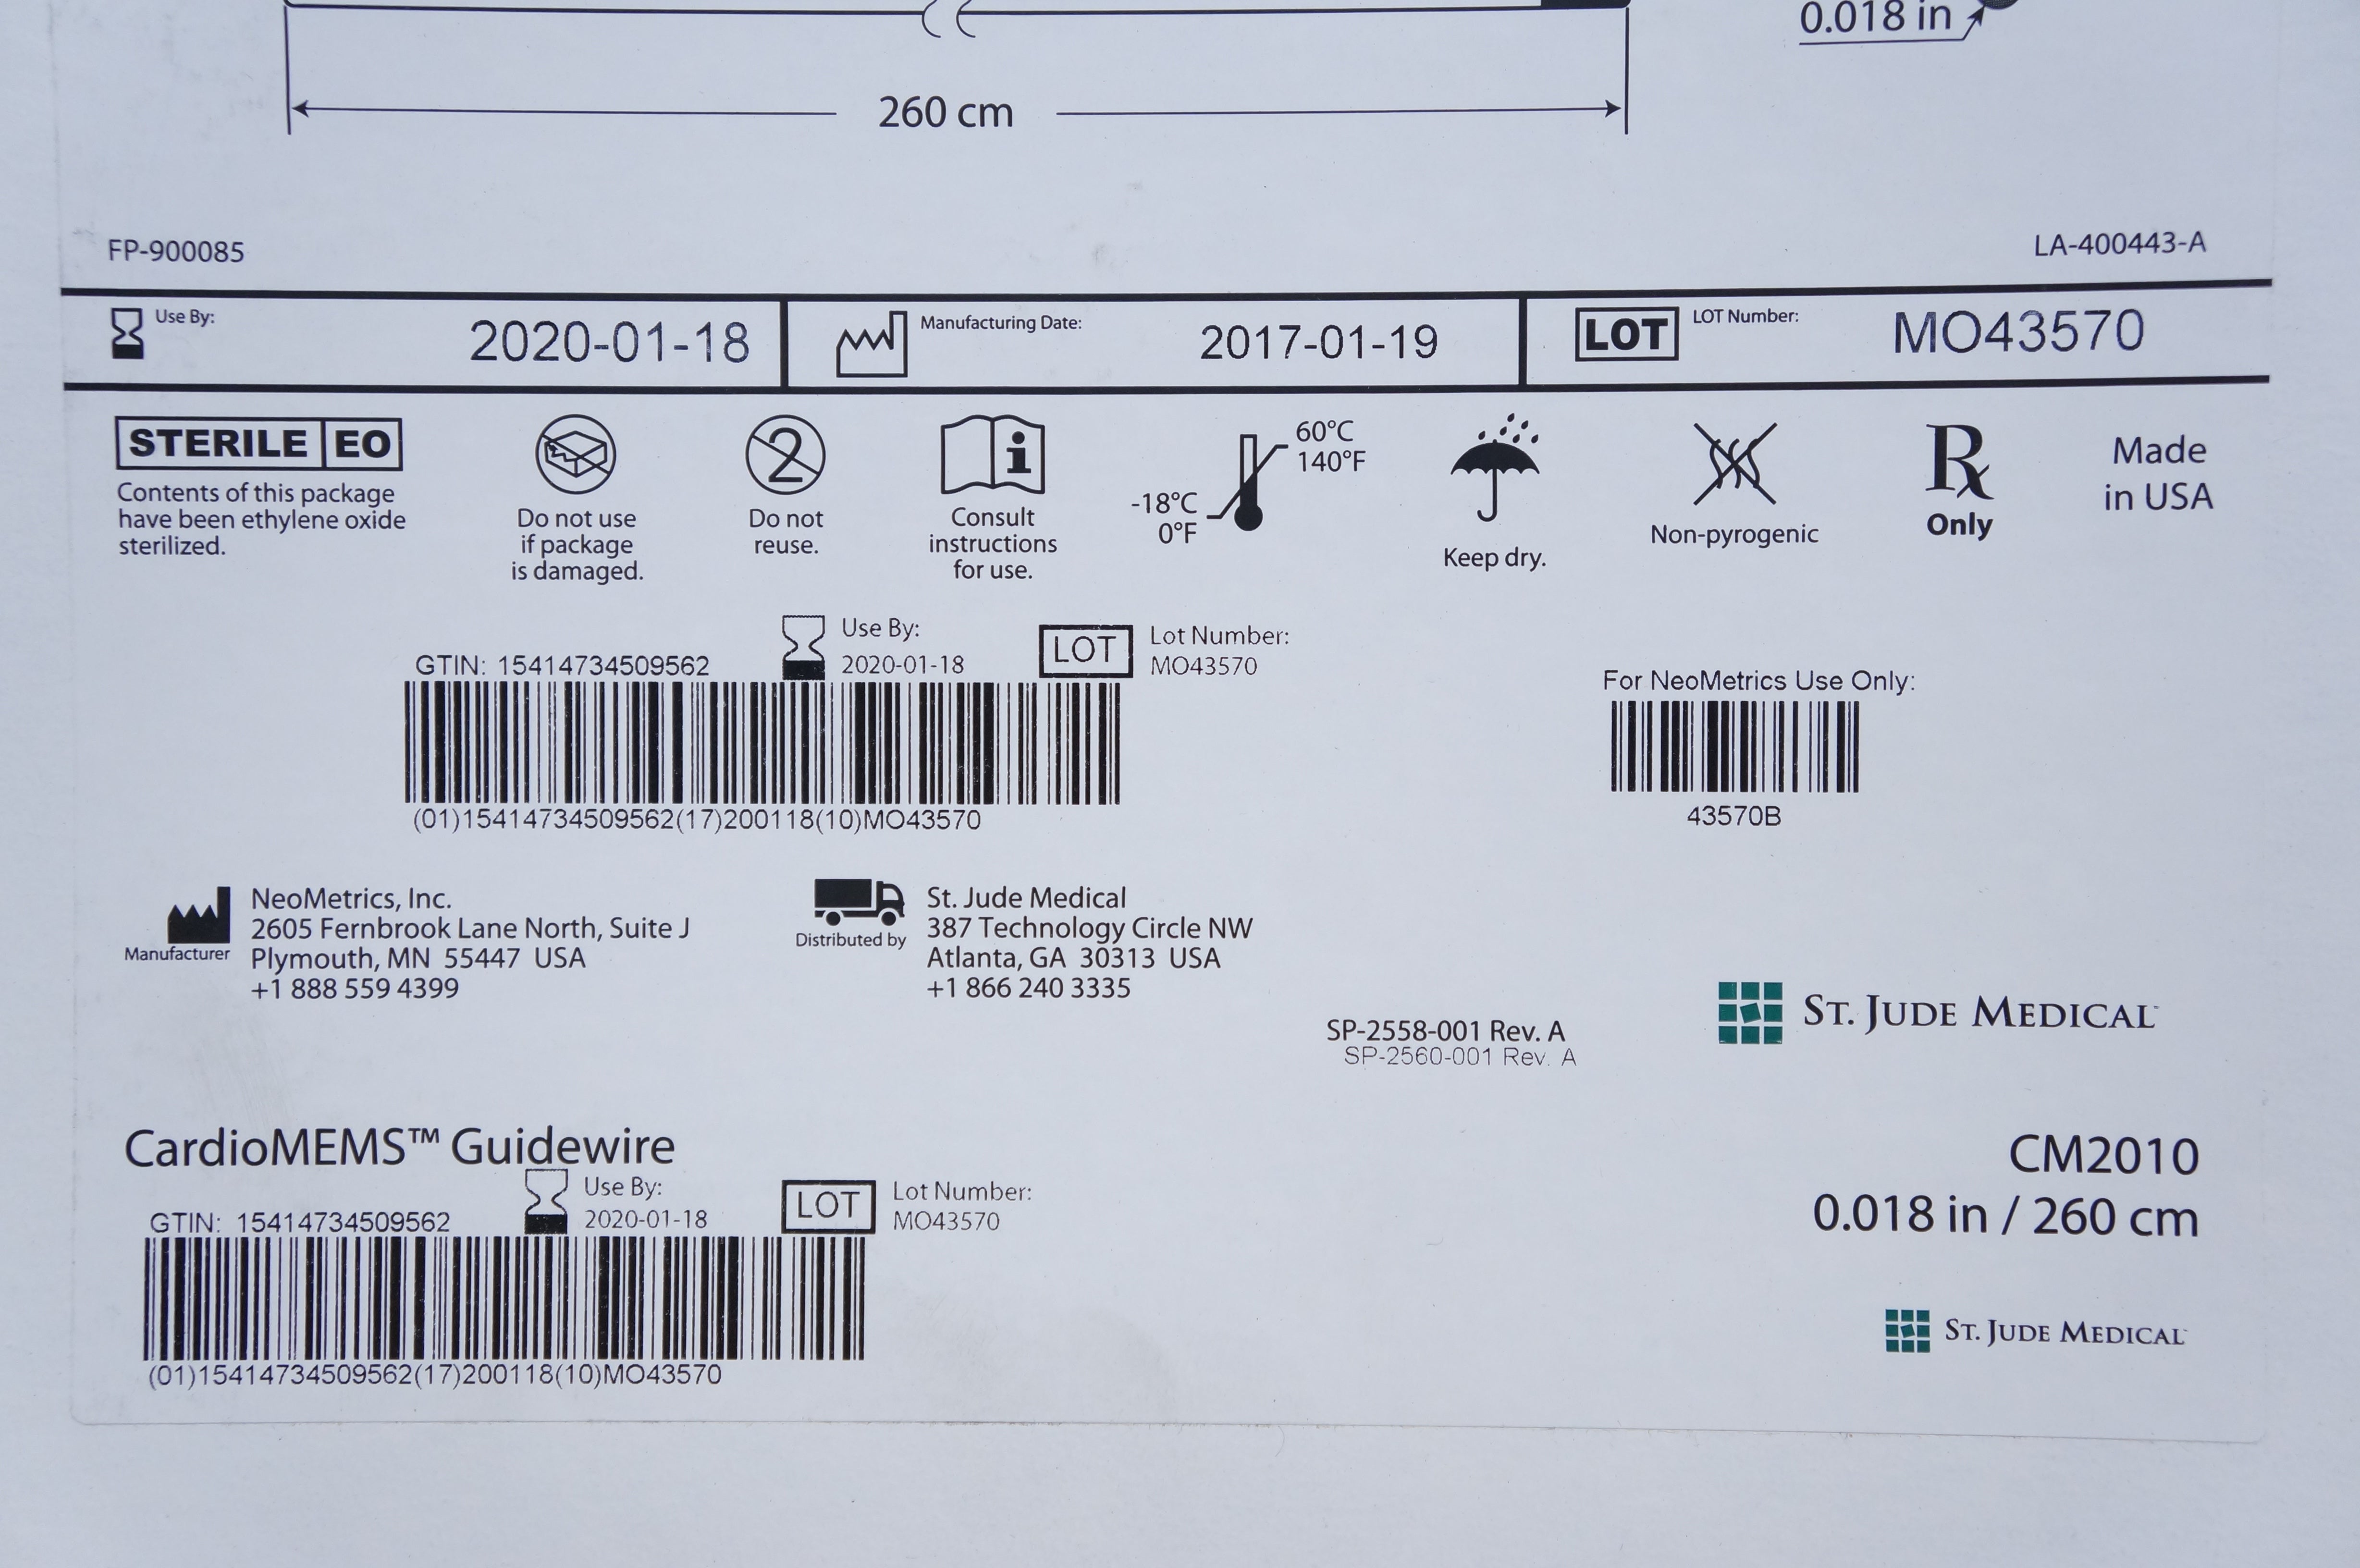 0.018 in
260 cm
FP-900085
LA-400443-A
Use By:
2020-01-18
Manufacturing Date:
2017-01-19
LOT
LOT Number:
MO43570
STERILE EO
Contents of this package
have been ethylene oxide
sterilized.
Do not use
if package
is damaged.
2
Do not
reuse.
i
Consult
instructions
for use.
60°C
140°F
-18°C
0°F
Keep dry.
Non-pyrogenic
Rx
Only
Made
in USA
GTIN: 15414734509562
Use By:
2020-01-18
LOT
Lot Number:
MO43570
(01)15414734509562(17)200118(10)MO43570
For NeoMetrics Use Only:
43570B
Manufacturer
NeoMetrics, Inc.
2605 Fernbrook Lane North, Suite J
Plymouth, MN 55447 USA
+1 888 559 4399
Distributed by
St. Jude Medical
387 Technology Circle NW
Atlanta, GA 30313 USA
+1 866 240 3335
SP-2558-001 Rev. A
SP-2560-001 Rev. A
ST. JUDE MEDICAL™
CardioMEMS™ Guidewire
GTIN: 15414734509562
Use By:
2020-01-18
LOT
Lot Number:
MO43570
(01)15414734509562(17)200118(10)MO43570
CM2010
0.018 in / 260 cm
ST. JUDE MEDICAL™